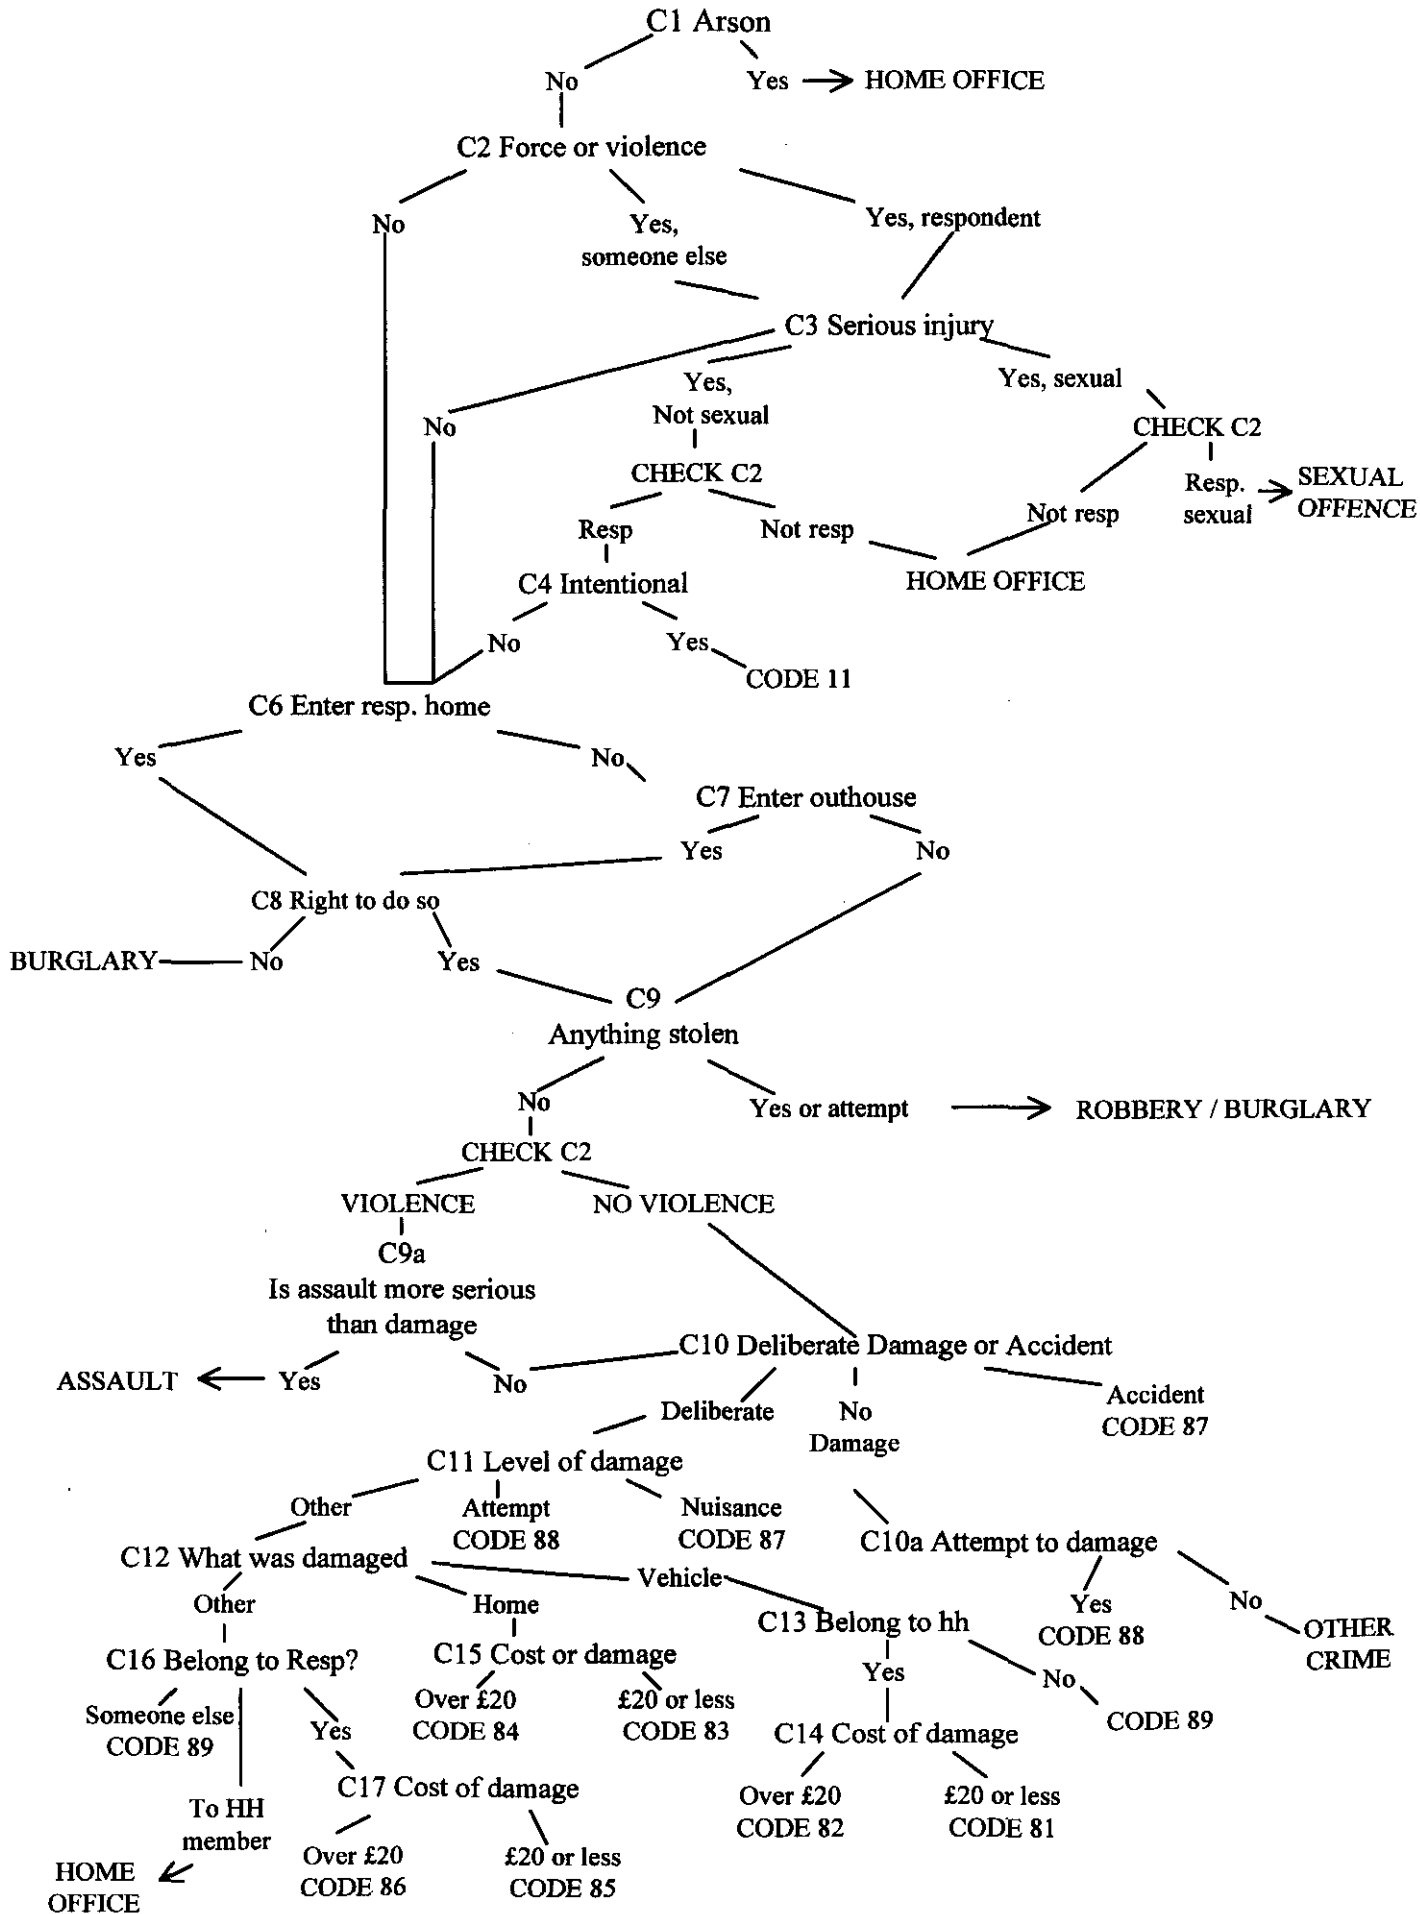 C1 Arson
No
Yes
HOME OFFICE
C2 Force or violence
No
Yes,
someone else
Yes, respondent
C3 Serious injury
Yes,
Not sexual
Yes, sexual
No
CHECK C2
CHECK C2
Resp
Not resp
Not resp
Resp.
sexual
SEXUAL
OFFENCE
C4 Intentional
HOME OFFICE
No
Yes
CODE 11
C6 Enter resp. home
Yes
No
C7 Enter outhouse
Yes
No
C8 Right to do so
BURGLARY
No
Yes
C9
Anything stolen
No
Yes or attempt
ROBBERY / BURGLARY
CHECK C2
VIOLENCE
NO VIOLENCE
C9a
Is assault more serious
than damage
ASSAULT
Yes
No
C10 Deliberate Damage or Accident
Deliberate
No
Damage
Accident
CODE 87
C11 Level of damage
Other
Attempt
CODE 88
Nuisance
CODE 87
C10a Attempt to damage
Yes
CODE 88
No
OTHER
CRIME
C12 What was damaged
Other
Home
Vehicle
C13 Belong to hh
Yes
No
CODE 89
C16 Belong to Resp?
C15 Cost or damage
Over £20
CODE 84
£20 or less
CODE 83
Someone else
CODE 89
Yes
C14 Cost of damage
Over £20
CODE 82
£20 or less
CODE 81
C17 Cost of damage
To HH
member
HOME
OFFICE
Over £20
CODE 86
£20 or less
CODE 85